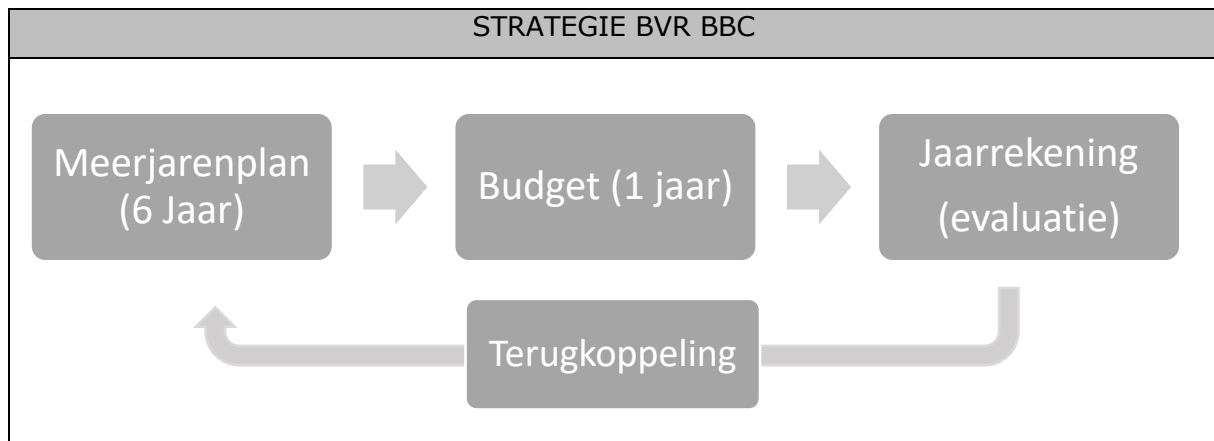 STRATEGIE BVR BBC
Meerjarenplan
(6 Jaar)
Budget (1 jaar)
Jaarrekening
(evaluatie)
Terugkoppeling